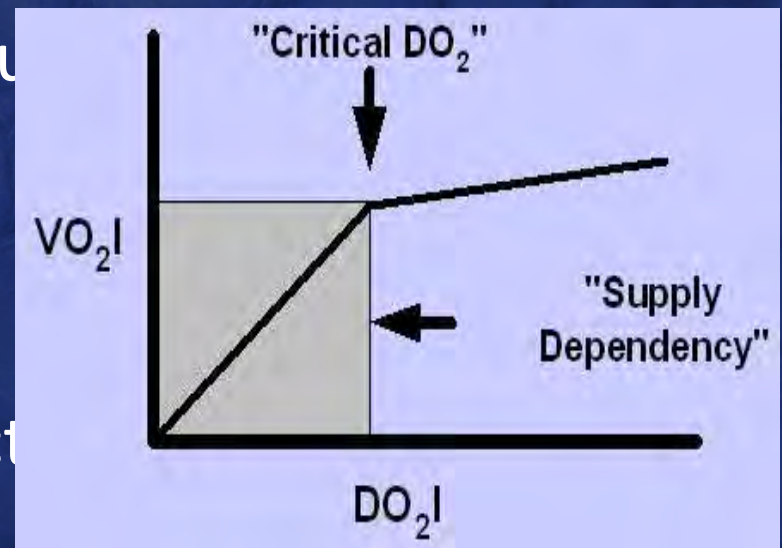 u
"Critical DO₂"
VO₂I
"Supply
Dependency"
t
DO₂I